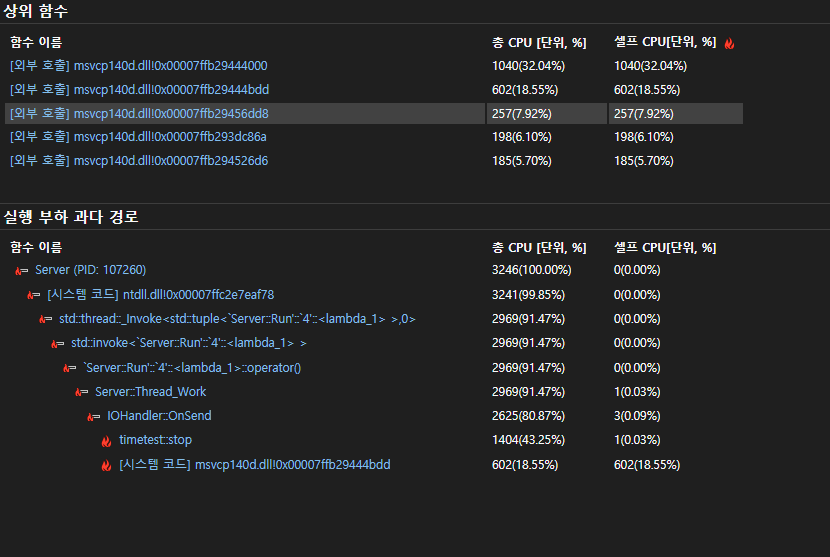 상위 함수
함수 이름 총 CPU [단위, %] 셀프 CPU[단위, %]
[외부 호출] msvcp140d.dll!0x00007ffb29444000 1040(32.04%) 1040(32.04%)
[외부 호출] msvcp140d.dll!0x00007ffb29444bdd 602(18.55%) 602(18.55%)
[외부 호출] msvcp140d.dll!0x00007ffb29456dd8 257(7.92%) 257(7.92%)
[외부 호출] msvcp140d.dll!0x00007ffb293dc86a 198(6.10%) 198(6.10%)
[외부 호출] msvcp140d.dll!0x00007ffb294526d6 185(5.70%) 185(5.70%)
실행 부하 과다 경로
함수 이름 총 CPU [단위, %] 셀프 CPU[단위, %]
Server (PID: 107260) 3246(100.00%) 0(0.00%)
[시스템 코드] ntdll.dll!0x00007ffc2e7eaf78 3241(99.85%) 0(0.00%)
std::thread::_Invoke<std::tuple<`Server::Run'::`4'::<lambda_1> >,0> 2969(91.47%) 0(0.00%)
std::invoke<`Server::Run'::`4'::<lambda_1> > 2969(91.47%) 0(0.00%)
`Server::Run'::`4'::<lambda_1>::operator() 2969(91.47%) 0(0.00%)
Server::Thread_Work 2969(91.47%) 1(0.03%)
IOHandler::OnSend 2625(80.87%) 3(0.09%)
timetest::stop 1404(43.25%) 1(0.03%)
[시스템 코드] msvcp140d.dll!0x00007ffb29444bdd 602(18.55%) 602(18.55%)